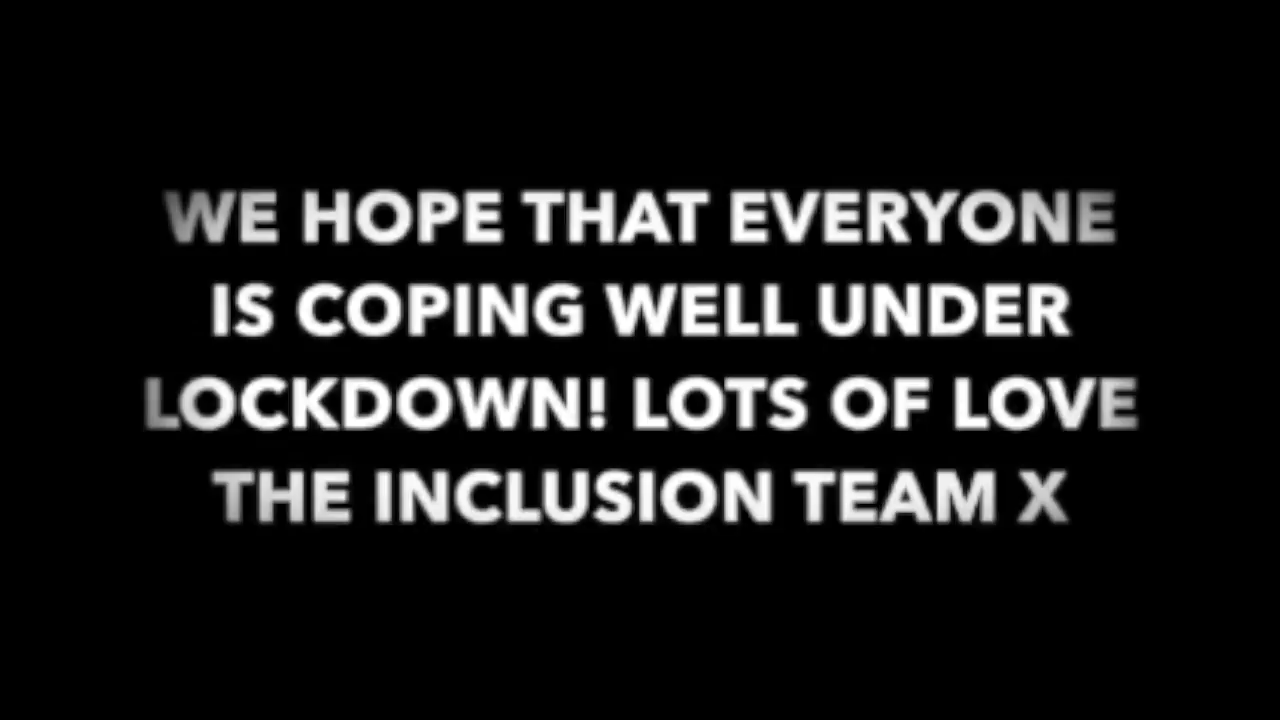 WE HOPE THAT EVERYONE
IS COPING WELL UNDER
LOCKDOWN! LOTS OF LOVE
THE INCLUSION TEAM X